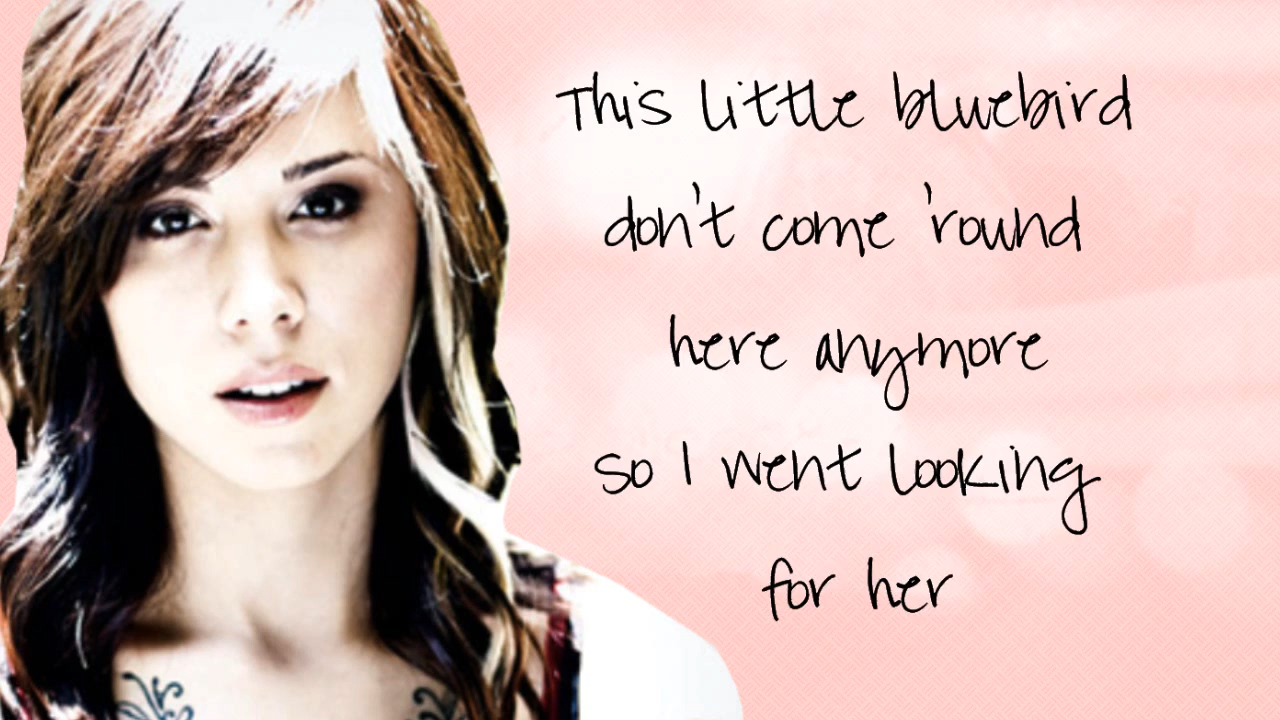 This little bluebird
don't come 'round
here anymore
so I went looking
for her